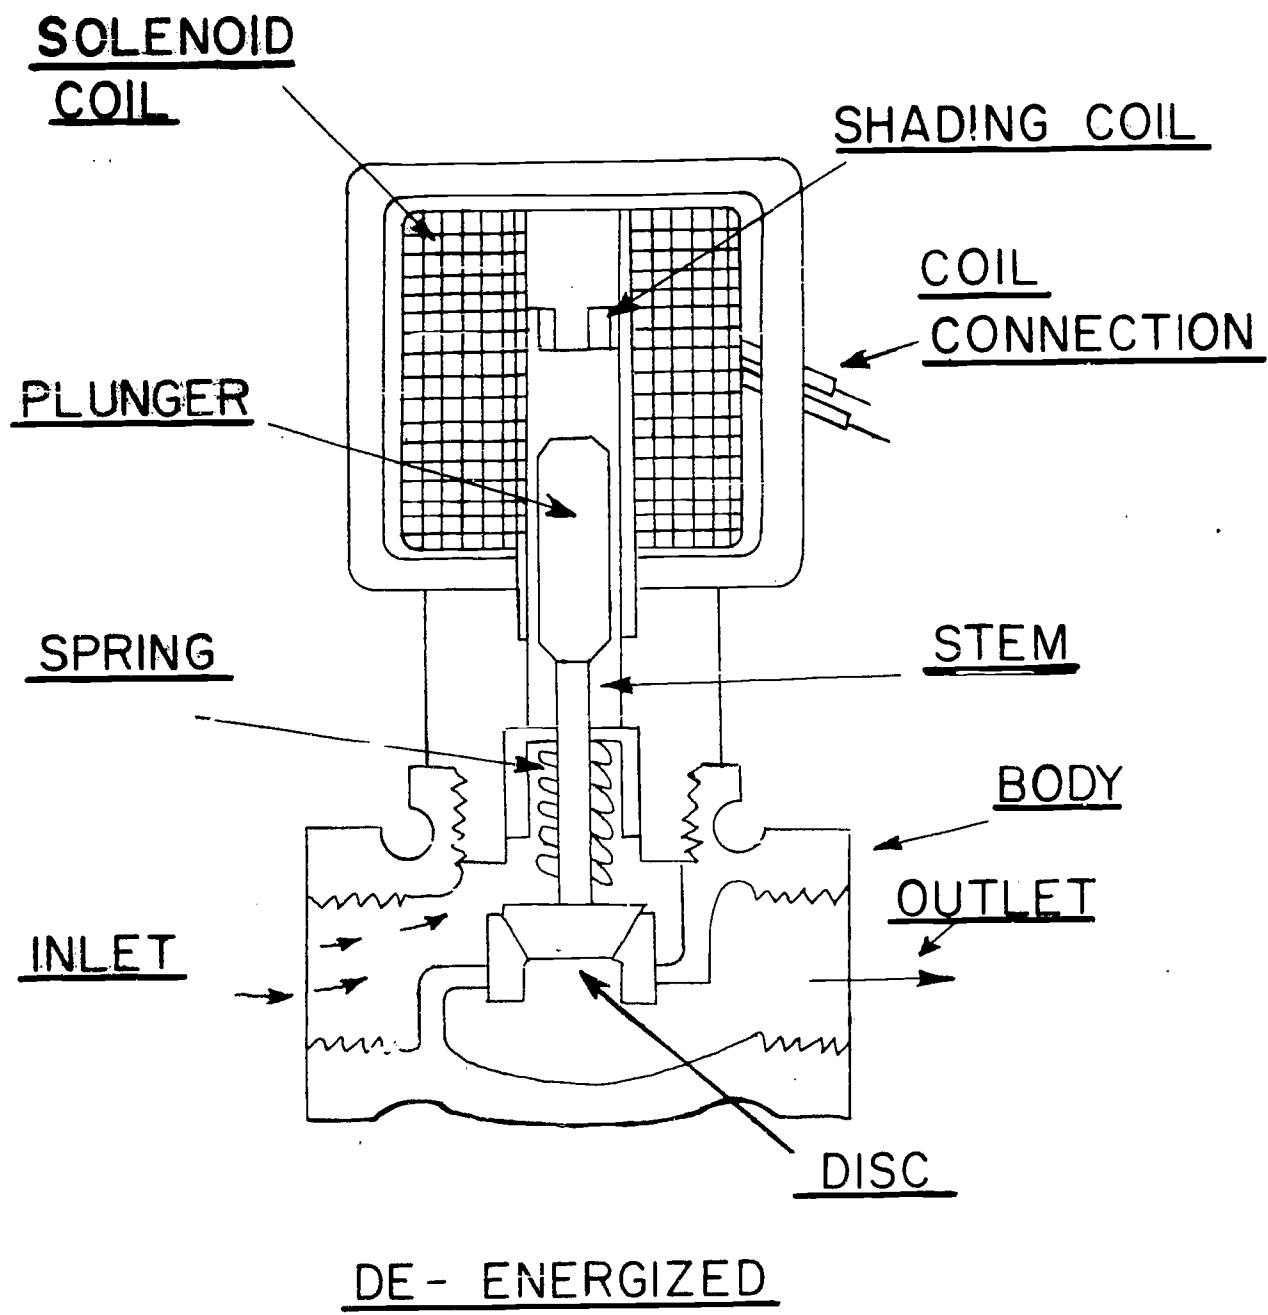 SOLENOID
COIL
SHADING COIL
COIL
CONNECTION
PLUNGER
SPRING
STEM
BODY
OUTLET
INLET
DISC
DE- ENERGIZED